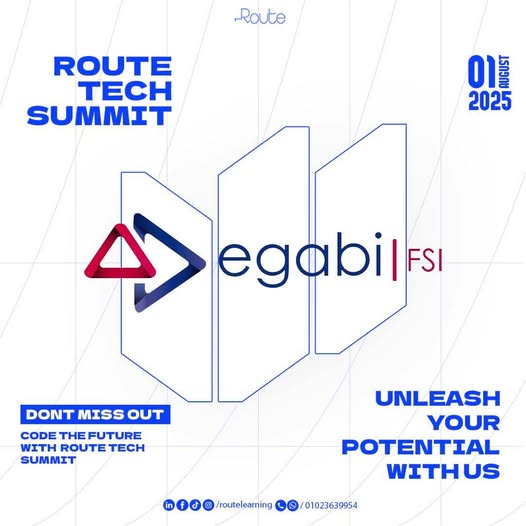 Route
ROUTE
TECH
SUMMIT
01 AUGUST
2025
egabi|FSI
DONT MISS OUT
CODE THE FUTURE
WITH ROUTE TECH
SUMMIT
UNLEASH
YOUR
POTENTIAL
WITH US
/routelearning / 01023639954